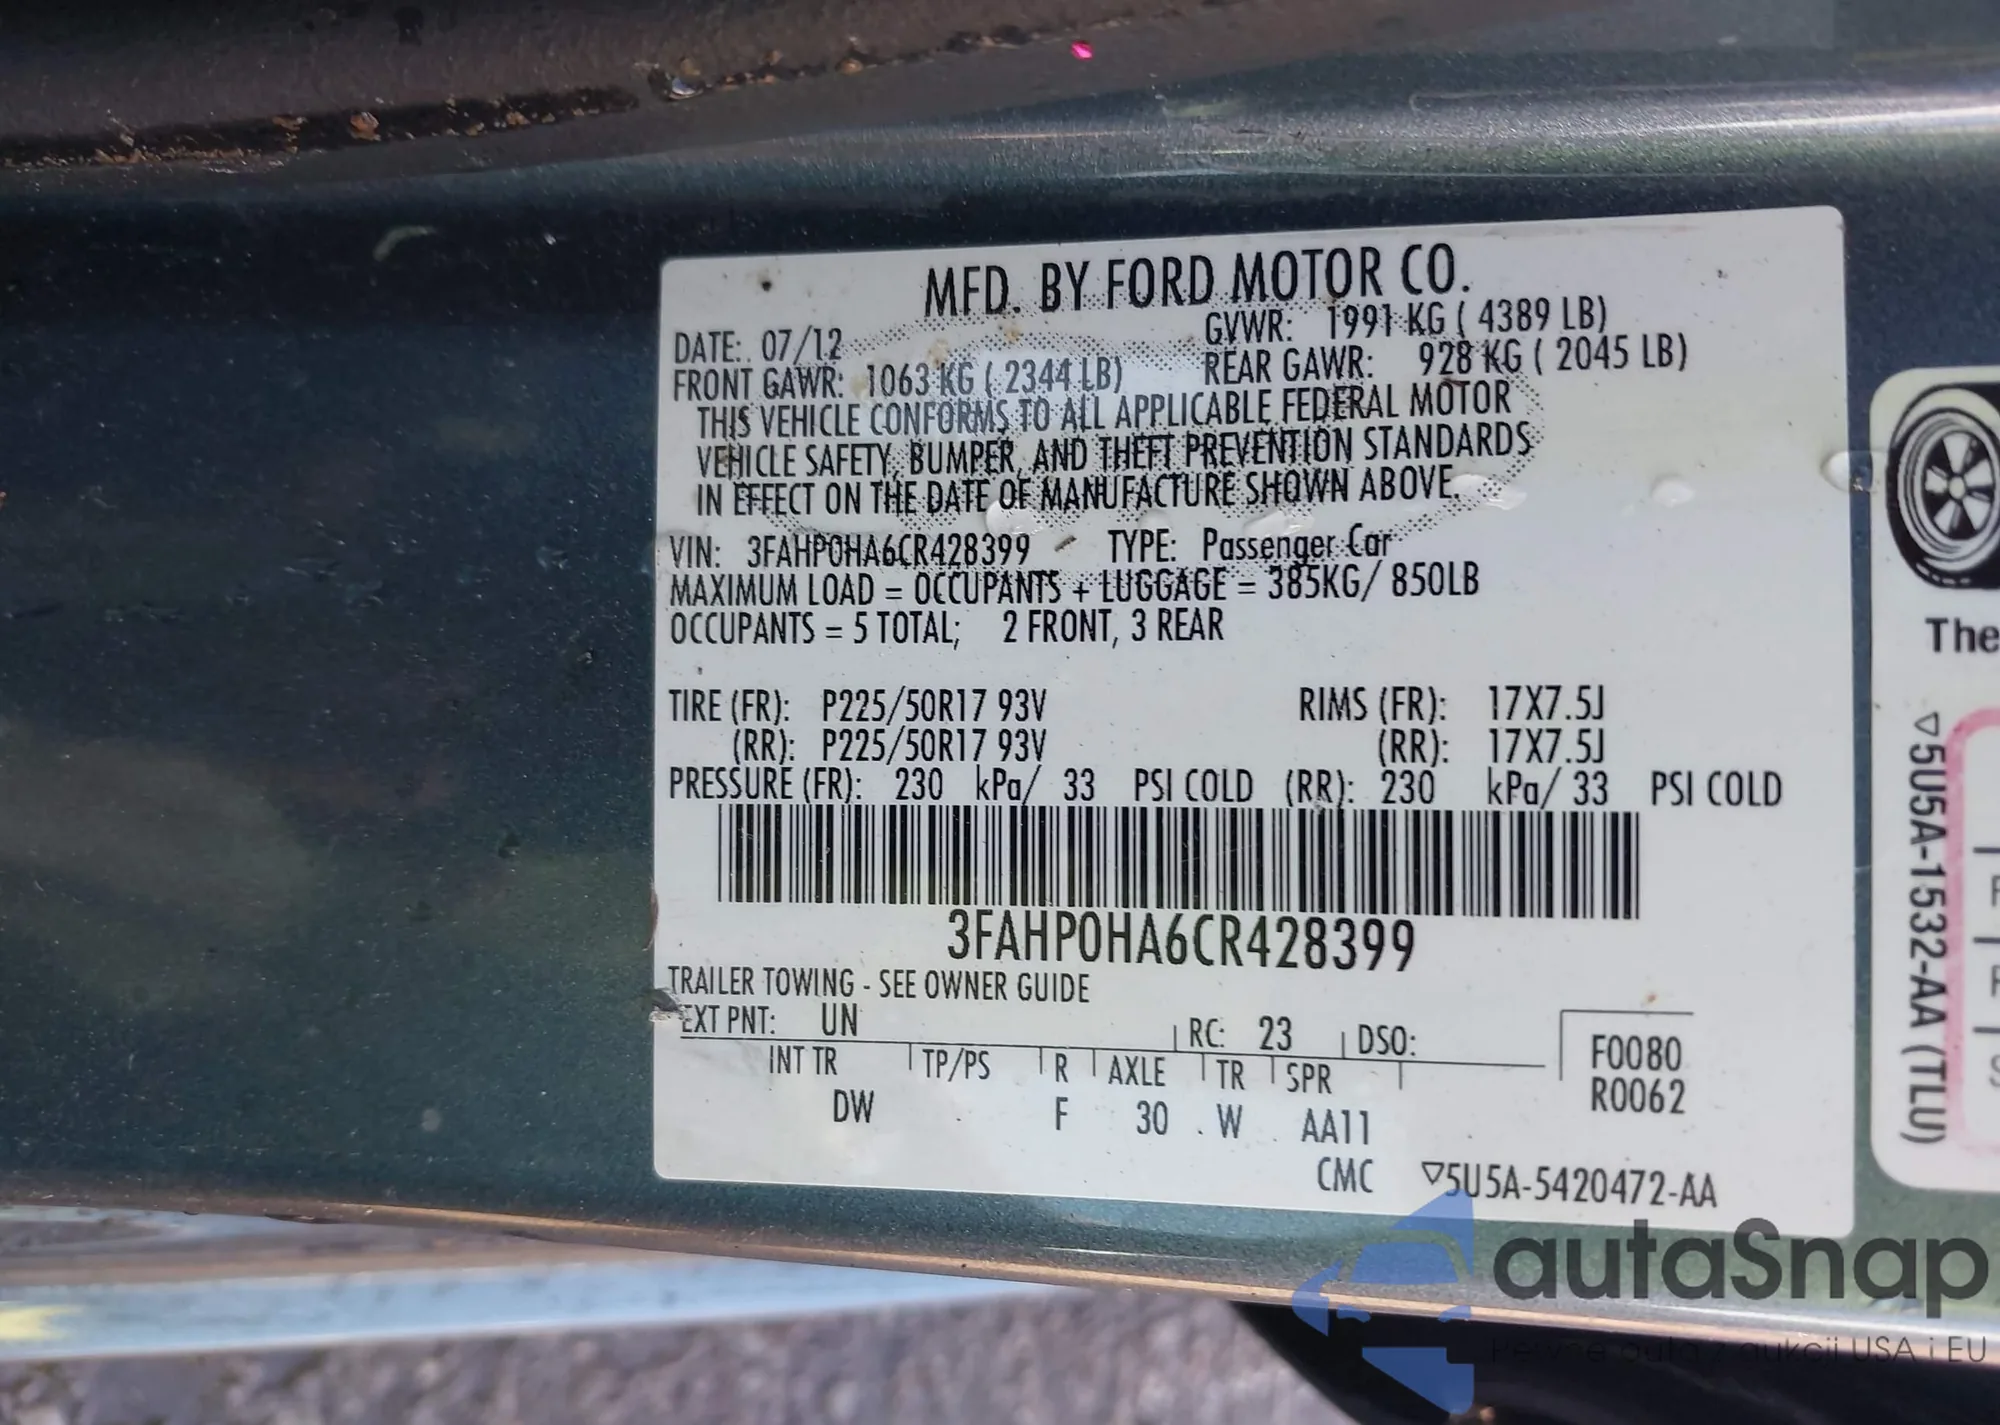 MFD. BY FORD MOTOR CO.
DATE: 07/12 GVWR: 1991 KG ( 4389 LB)
FRONT GAWR: 1063 KG ( 2344 LB) REAR GAWR: 928 KG ( 2045 LB)
THIS VEHICLE CONFORMS TO ALL APPLICABLE FEDERAL MOTOR
VEHICLE SAFETY, BUMPER, AND THEFT PREVENTION STANDARDS
IN EFFECT ON THE DATE OF MANUFACTURE SHOWN ABOVE.
VIN: 3FAHP0HA6CR428399 TYPE: Passenger Car
MAXIMUM LOAD = OCCUPANTS + LUGGAGE = 385KG/ 850LB
OCCUPANTS = 5 TOTAL; 2 FRONT, 3 REAR
TIRE (FR): P225/50R17 93V RIMS (FR): 17X7.5J
(RR): P225/50R17 93V (RR): 17X7.5J
PRESSURE (FR): 230 kPa/ 33 PSI COLD (RR): 230 kPa/ 33 PSI COLD
3FAHP0HA6CR428399
TRAILER TOWING - SEE OWNER GUIDE
EXT PNT: UN RC: 23 DSO:
INT TR TP/PS R AXLE TR SPR
DW F 30 W AA11
F0080
R0062
CMC ▽5U5A-5420472-AA
The
▽5U5A-1532-AA (TLU)
autaSnap
Pewne auta z aukcji USA i EU